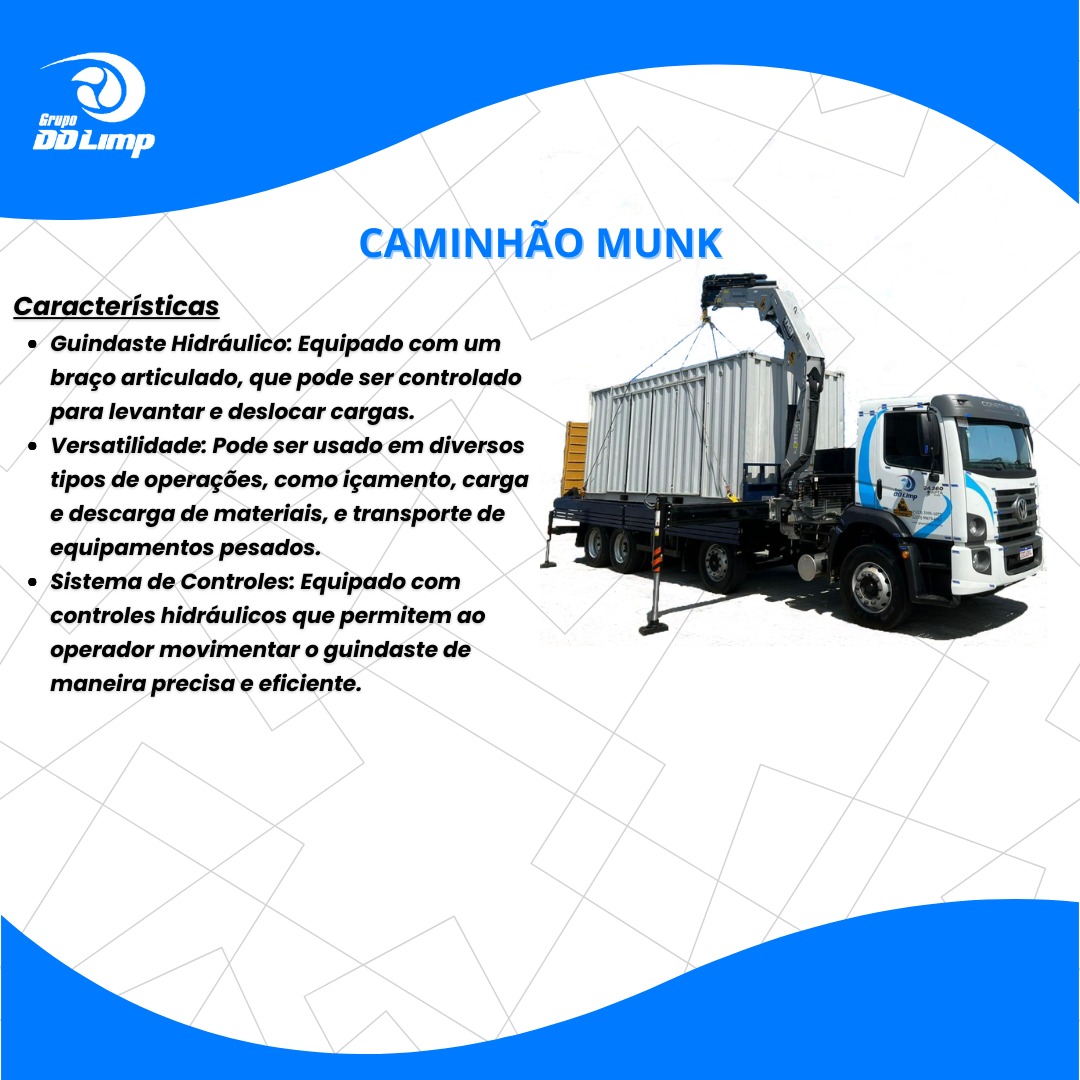 Grupo
DD Limp
CAMINHÃO MUNK
Características
Guindaste Hidráulico: Equipado com um
braço articulado, que pode ser controlado
para levantar e deslocar cargas.
Versatilidade: Pode ser usado em diversos
tipos de operações, como içamento, carga
e descarga de materiais, e transporte de
equipamentos pesados.
Sistema de Controles: Equipado com
controles hidráulicos que permitem ao
operador movimentar o guindaste de
maneira precisa e eficiente.
DD Limp